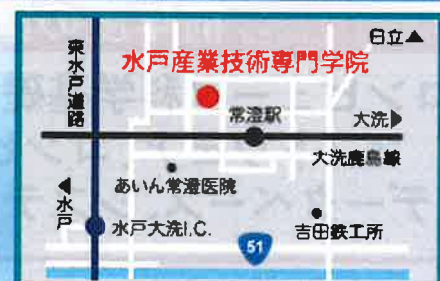 日立▲
東水戸道路
水戸産業技術専門学院
常澄駅
大洗▶
大洗鹿島線
あいん常澄医院
◀水戸
水戸大洗I.C.
吉田鉄工所
51